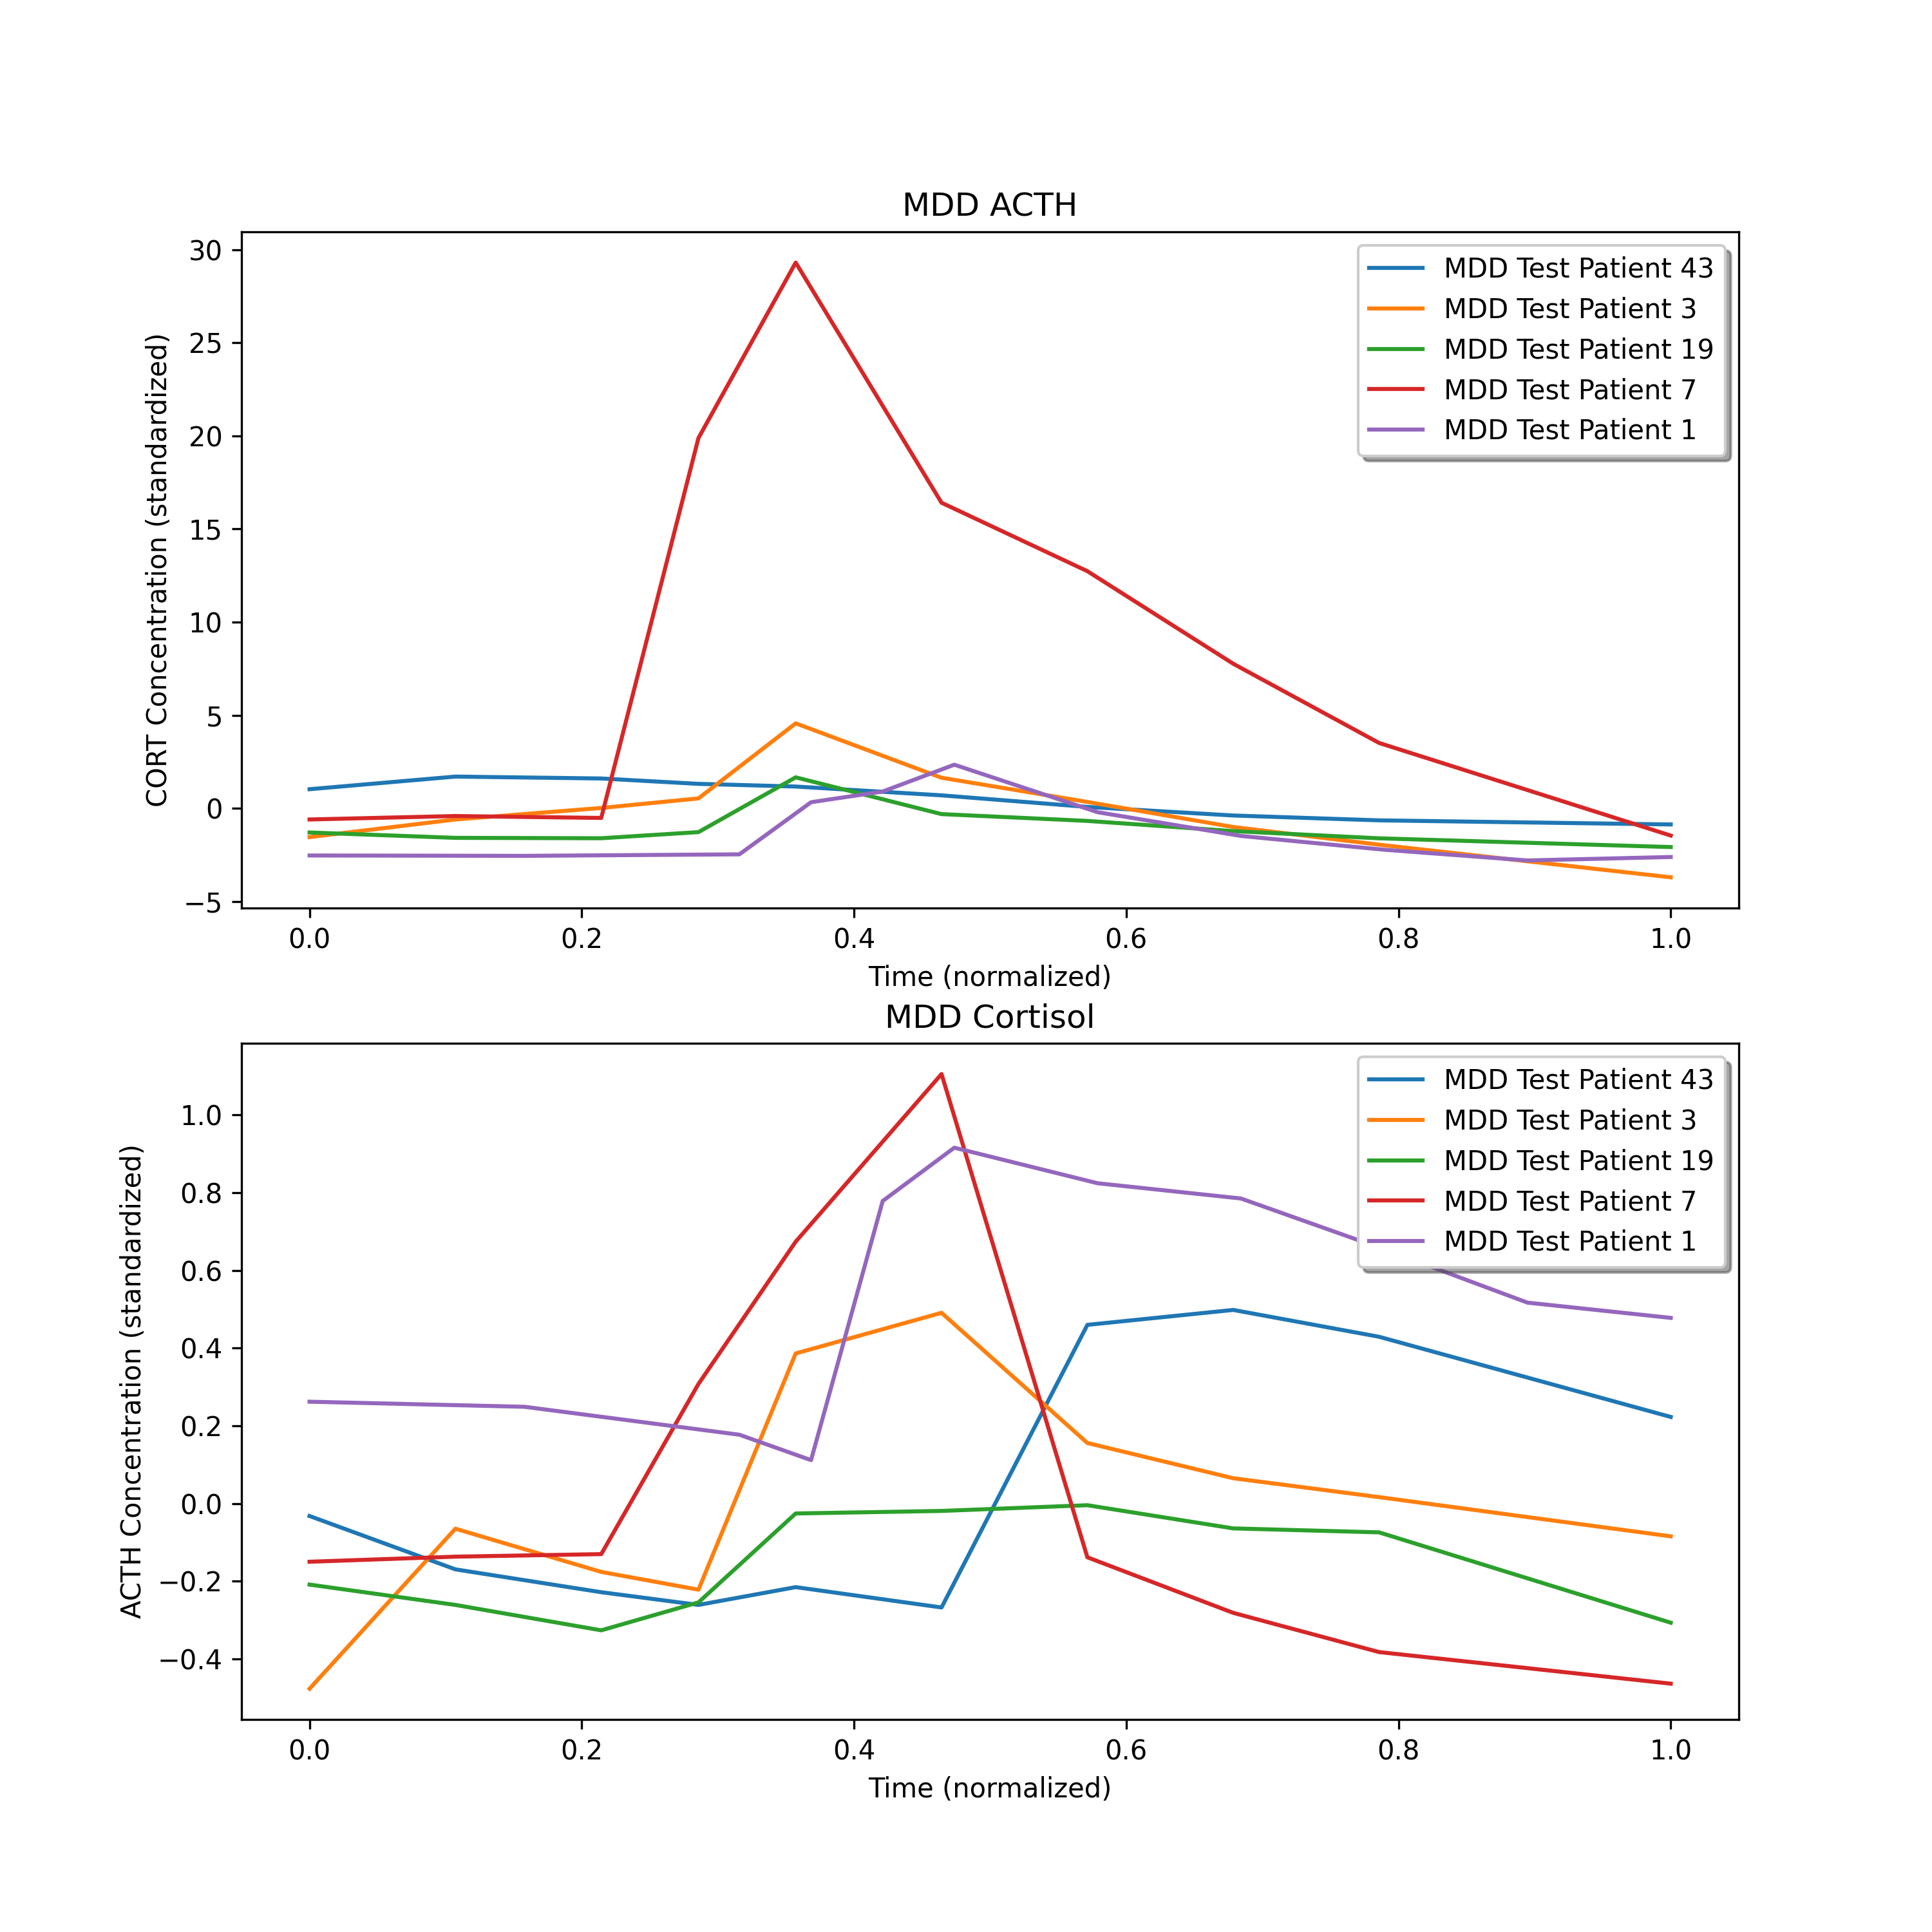 MDD ACTH
30
25
20
15
10
5
0
−5
CORT Concentration (standardized)
MDD Test Patient 43
MDD Test Patient 3
MDD Test Patient 19
MDD Test Patient 7
MDD Test Patient 1
0.0 0.2 0.4 0.6 0.8 1.0
Time (normalized)
MDD Cortisol
1.0
0.8
0.6
0.4
0.2
0.0
−0.2
−0.4
ACTH Concentration (standardized)
MDD Test Patient 43
MDD Test Patient 3
MDD Test Patient 19
MDD Test Patient 7
MDD Test Patient 1
0.0 0.2 0.4 0.6 0.8 1.0
Time (normalized)